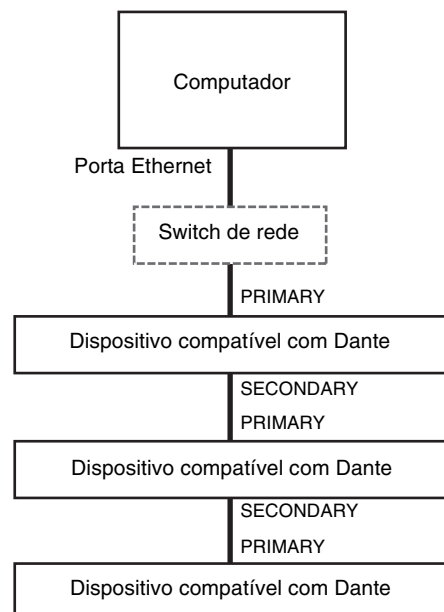 Computador
Porta Ethernet
Switch de rede
PRIMARY
Dispositivo compatível com Dante
SECONDARY
PRIMARY
Dispositivo compatível com Dante
SECONDARY
PRIMARY
Dispositivo compatível com Dante